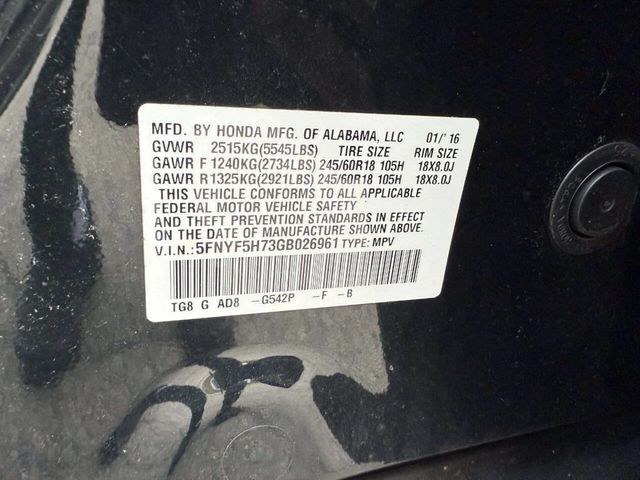 MFD. BY HONDA MFG. OF ALABAMA, LLC 01/'16
GVWR 2515KG(5545LBS) TIRE SIZE RIM SIZE
GAWR F 1240KG(2734LBS) 245/60R18 105H 18X8.0J
GAWR R1325KG(2921LBS) 245/60R18 105H 18X8.0J
THIS VEHICLE CONFORMS TO ALL APPLICABLE
FEDERAL MOTOR VEHICLE SAFETY
AND THEFT PREVENTION STANDARDS IN EFFECT
ON THE DATE OF MANUFACTURE SHOWN ABOVE.
V.I.N.:5FNYF5H73GB026961 TYPE: MPV
TG8 G AD8 -G542P -F -B